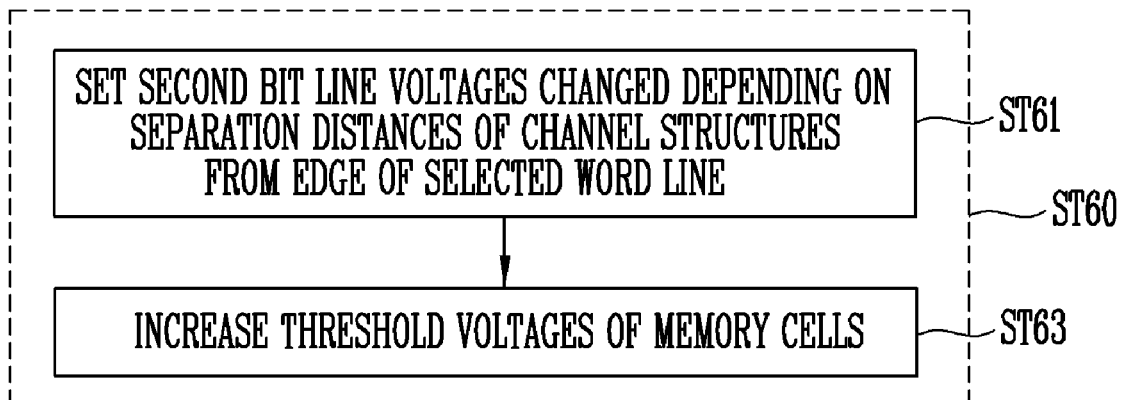 SET SECOND BIT LINE VOLTAGES CHANGED DEPENDING ON
SEPARATION DISTANCES OF CHANNEL STRUCTURES
FROM EDGE OF SELECTED WORD LINE
ST61
ST60
INCREASE THRESHOLD VOLTAGES OF MEMORY CELLS
ST63